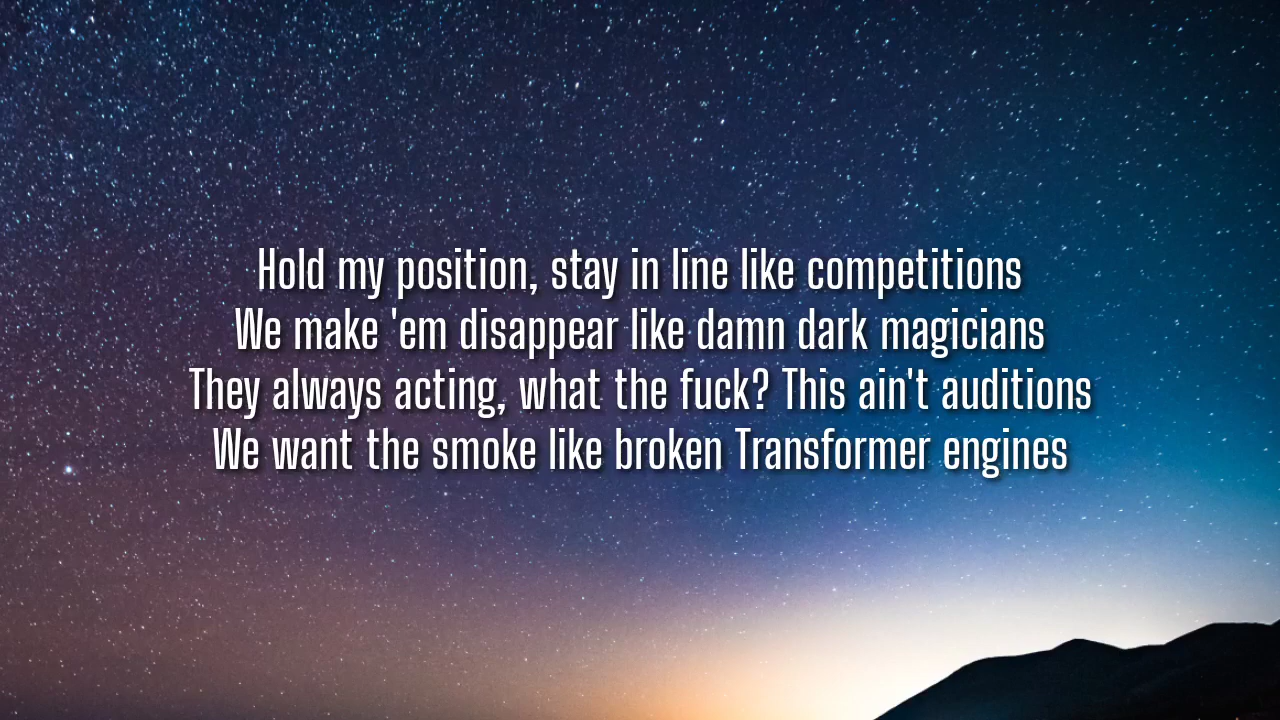 Hold my position, stay in line like competitions
We make 'em disappear like damn dark magicians
They always acting, what the fuck? This ain't auditions
We want the smoke like broken Transformer engines